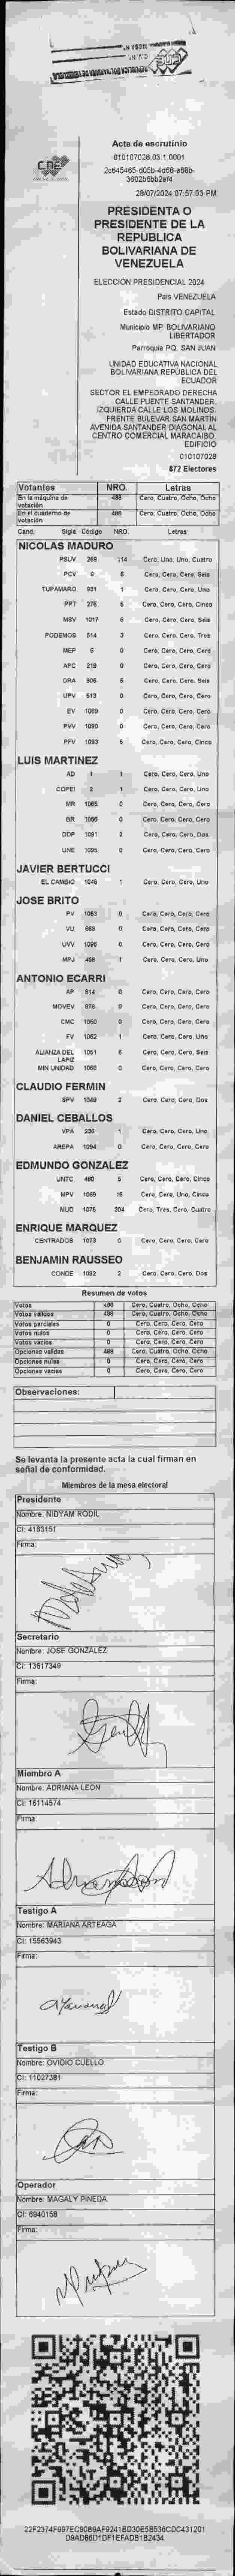 CNE
Acta de escrutinio
010107028.03.1.0001
28/07/2024 07:57:03 PM
PRESIDENTA O
PRESIDENTE DE LA
REPUBLICA
BOLIVARIANA DE
VENEZUELA
ELECCIÓN PRESIDENCIAL 2024
País VENEZUELA
Estado DISTRITO CAPITAL
Municipio MP. BOLIVARIANO
LIBERTADOR
Parroquia PQ. SAN JUAN
UNIDAD EDUCATIVA NACIONAL
BOLIVARIANA REPÚBLICA DEL
ECUADOR
SECTOR EL EMPEDRADO DERECHA
CALLE PUENTE SANTANDER.
IZQUIERDA CALLE LOS MOLINOS.
FRENTE BULEVAR SAN MARTIN
AVENIDA SANTANDER DIAGONAL AL
CENTRO COMERCIAL MARACAIBO.
EDIFICIO
010107028
872 Electores
Votantes NRO. Letras
En la máquina de votación 488 Cero, Cuatro, Ocho, Ocho
En el cuaderno de votación 488 Cero, Cuatro, Ocho, Ocho
Cand. Sigla Código NRO. Letras
NICOLAS MADURO
PSUV 269 114 Cero, Uno, Uno, Cuatro
PCV 6 Cero, Cero, Cero, Seis
TUPAMARO 931 1 Cero, Cero, Cero, Uno
PPT 275 5 Cero, Cero, Cero, Cinco
MSV 1017 6 Cero, Cero, Cero, Seis
PODEMOS 514 3 Cero, Cero, Cero, Tres
MEP 0 Cero, Cero, Cero, Cero
APC 219 0 Cero, Cero, Cero, Cero
ORA 906 6 Cero, Cero, Cero, Seis
UPV 513 0 Cero, Cero, Cero, Cero
EV 1089 0 Cero, Cero, Cero, Cero
PVV 1090 0 Cero, Cero, Cero, Cero
PFV 1093 5 Cero, Cero, Cero, Cinco
LUIS MARTINEZ
AD 1 1 Cero, Cero, Cero, Uno
COPEI 2 1 Cero, Cero, Cero, Uno
MR 1065 0 Cero, Cero, Cero, Cero
BR 1066 0 Cero, Cero, Cero, Cero
DDP 1091 2 Cero, Cero, Cero, Dos
UNE 1095 0 Cero, Cero, Cero, Cero
JAVIER BERTUCCI
EL CAMBIO 1046 1 Cero, Cero, Cero, Uno
JOSE BRITO
PV 1053 0 Cero, Cero, Cero, Cero
VU 868 0 Cero, Cero, Cero, Cero
UVV 1098 0 Cero, Cero, Cero, Cero
MPJ 468 1 Cero, Cero, Cero, Uno
ANTONIO ECARRI
AP 914 0 Cero, Cero, Cero, Cero
MOVEV 0 Cero, Cero, Cero, Cero
CMC 1050 0 Cero, Cero, Cero, Cero
FV 1062 1 Cero, Cero, Cero, Uno
ALIANZA DEL LAPIZ 1051 6 Cero, Cero, Cero, Seis
MIN UNIDAD 1088 0 Cero, Cero, Cero, Cero
CLAUDIO FERMIN
SPV 1049 2 Cero, Cero, Cero, Dos
DANIEL CEBALLOS
VPA 236 1 Cero, Cero, Cero, Uno
AREPA 1094 0 Cero, Cero, Cero, Cero
EDMUNDO GONZALEZ
UNTC 480 5 Cero, Cero, Cero, Cinco
MPV 1069 15 Cero, Cero, Uno, Cinco
MUD 1075 304 Cero, Tres, Cero, Cuatro
ENRIQUE MARQUEZ
CENTRADOS 1073 0 Cero, Cero, Cero, Cero
BENJAMIN RAUSSEO
CONDE 1092 2 Cero, Cero, Cero, Dos
Resumen de votos
Votos 488 Cero, Cuatro, Ocho, Ocho
Votos válidos 488 Cero, Cuatro, Ocho, Ocho
Votos parciales 0 Cero, Cero, Cero, Cero
Votos nulos 0 Cero, Cero, Cero, Cero
Votos vacíos 0 Cero, Cero, Cero, Cero
Opciones validas 488 Cero, Cuatro, Ocho, Ocho
Opciones nulas 0 Cero, Cero, Cero, Cero
Opciones vacías 0 Cero, Cero, Cero, Cero
Observaciones:
Se levanta la presente acta la cual firman en
señal de conformidad.
Miembros de la mesa electoral
Presidente
Nombre: NIDYAM RODIL
CI: 4163151
Firma:
Secretario
Nombre: JOSE GONZALEZ
CI: 13617349
Firma:
Miembro A
Nombre: ADRIANA LEON
CI: 16114574
Firma:
Testigo A
Nombre: MARIANA ARTEAGA
CI: 15563943
Firma:
Testigo B
Nombre: OVIDIO CUELLO
CI: 11027381
Firma:
Operador
Nombre: MAGALY PINEDA
CI: 6940158
Firma:
22F2374F997EC9089AF9241BD30E5B536CDC431201
D9AD86D1DF1EFADB1B2434